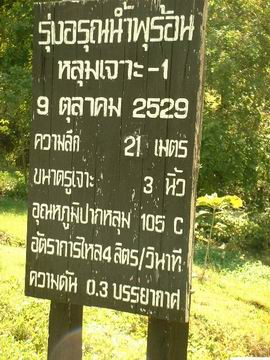 รุ่งอรุณน้ำพุร้อน
หลุมเจาะ-1
9 ตุลาคม 2529
ความลึก 21 เมตร
ขนาดรูเจาะ 3 นิ้ว
อุณหภูมิปากหลุม 105 C
อัตราการไหล4 ลิตร/วินาที
ความดัน 0.3 บรรยากาศ